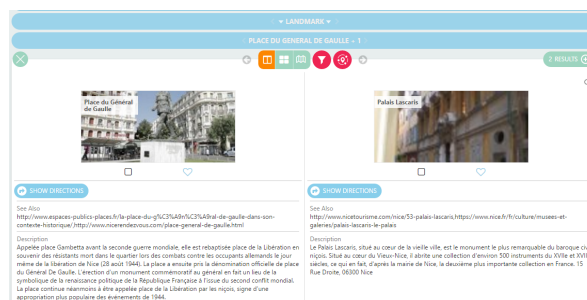 ▾ LANDMARK ▾
PLACE DU GENERAL DE GAULLE - 1
2 RESULTS
Place du Général
de Gaulle
SHOW DIRECTIONS
See Also
http://www.espaces-publics-places.fr/la-place-du-g%C3%A9n%C3%A9ral-de-gaulle-dans-son-
contexte-historique/,http://www.nicerendezvous.com/place-general-de-gaulle.html
Description
Appelée place Gambetta avant la seconde guerre mondiale, elle est rebaptisée place de la Libération en
souvenir des résistants mort dans le quartier lors des combats contre les occupants allemands le jour
même de la libération de Nice (28 août 1944). La place a ensuite pris la dénomination officielle de place
du Général De Gaulle. L'érection d'un monument commémoratif au général en fait un lieu de la
symbolique de la renaissance politique de la République Française à l'issue du second conflit mondial.
La place continue néanmoins à être appelée place de la Libération par les niçois, signe d'une
appropriation plus populaire des événements de 1944.
Palais Lascaris
SHOW DIRECTIONS
See Also
http://www.nicetourisme.com/nice/53-palais-lascaris,https://www.nice.fr/fr/culture/musees-et-
galeries/palais-lascaris-le-palais
Description
Le Palais Lascaris, situé au cœur de la vieille ville, est le monument le plus remarquable du baroque civ
niçois. Situé au cœur du Vieux-Nice, il abrite une collection d'environ 500 instruments du XVIe et XVII
siècles, ce qui en fait, d'après la mairie de Nice, la deuxième plus importante collection en France. 15
Rue Droite, 06300 Nice